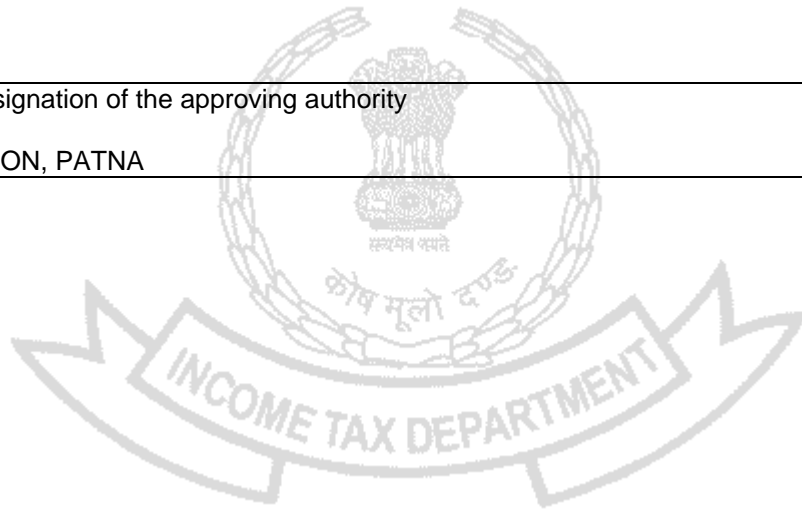 signation of the approving authority
ON, PATNA
सत्यमेव जयते
कोष मूलो दण्डः
INCOME TAX DEPARTMENT